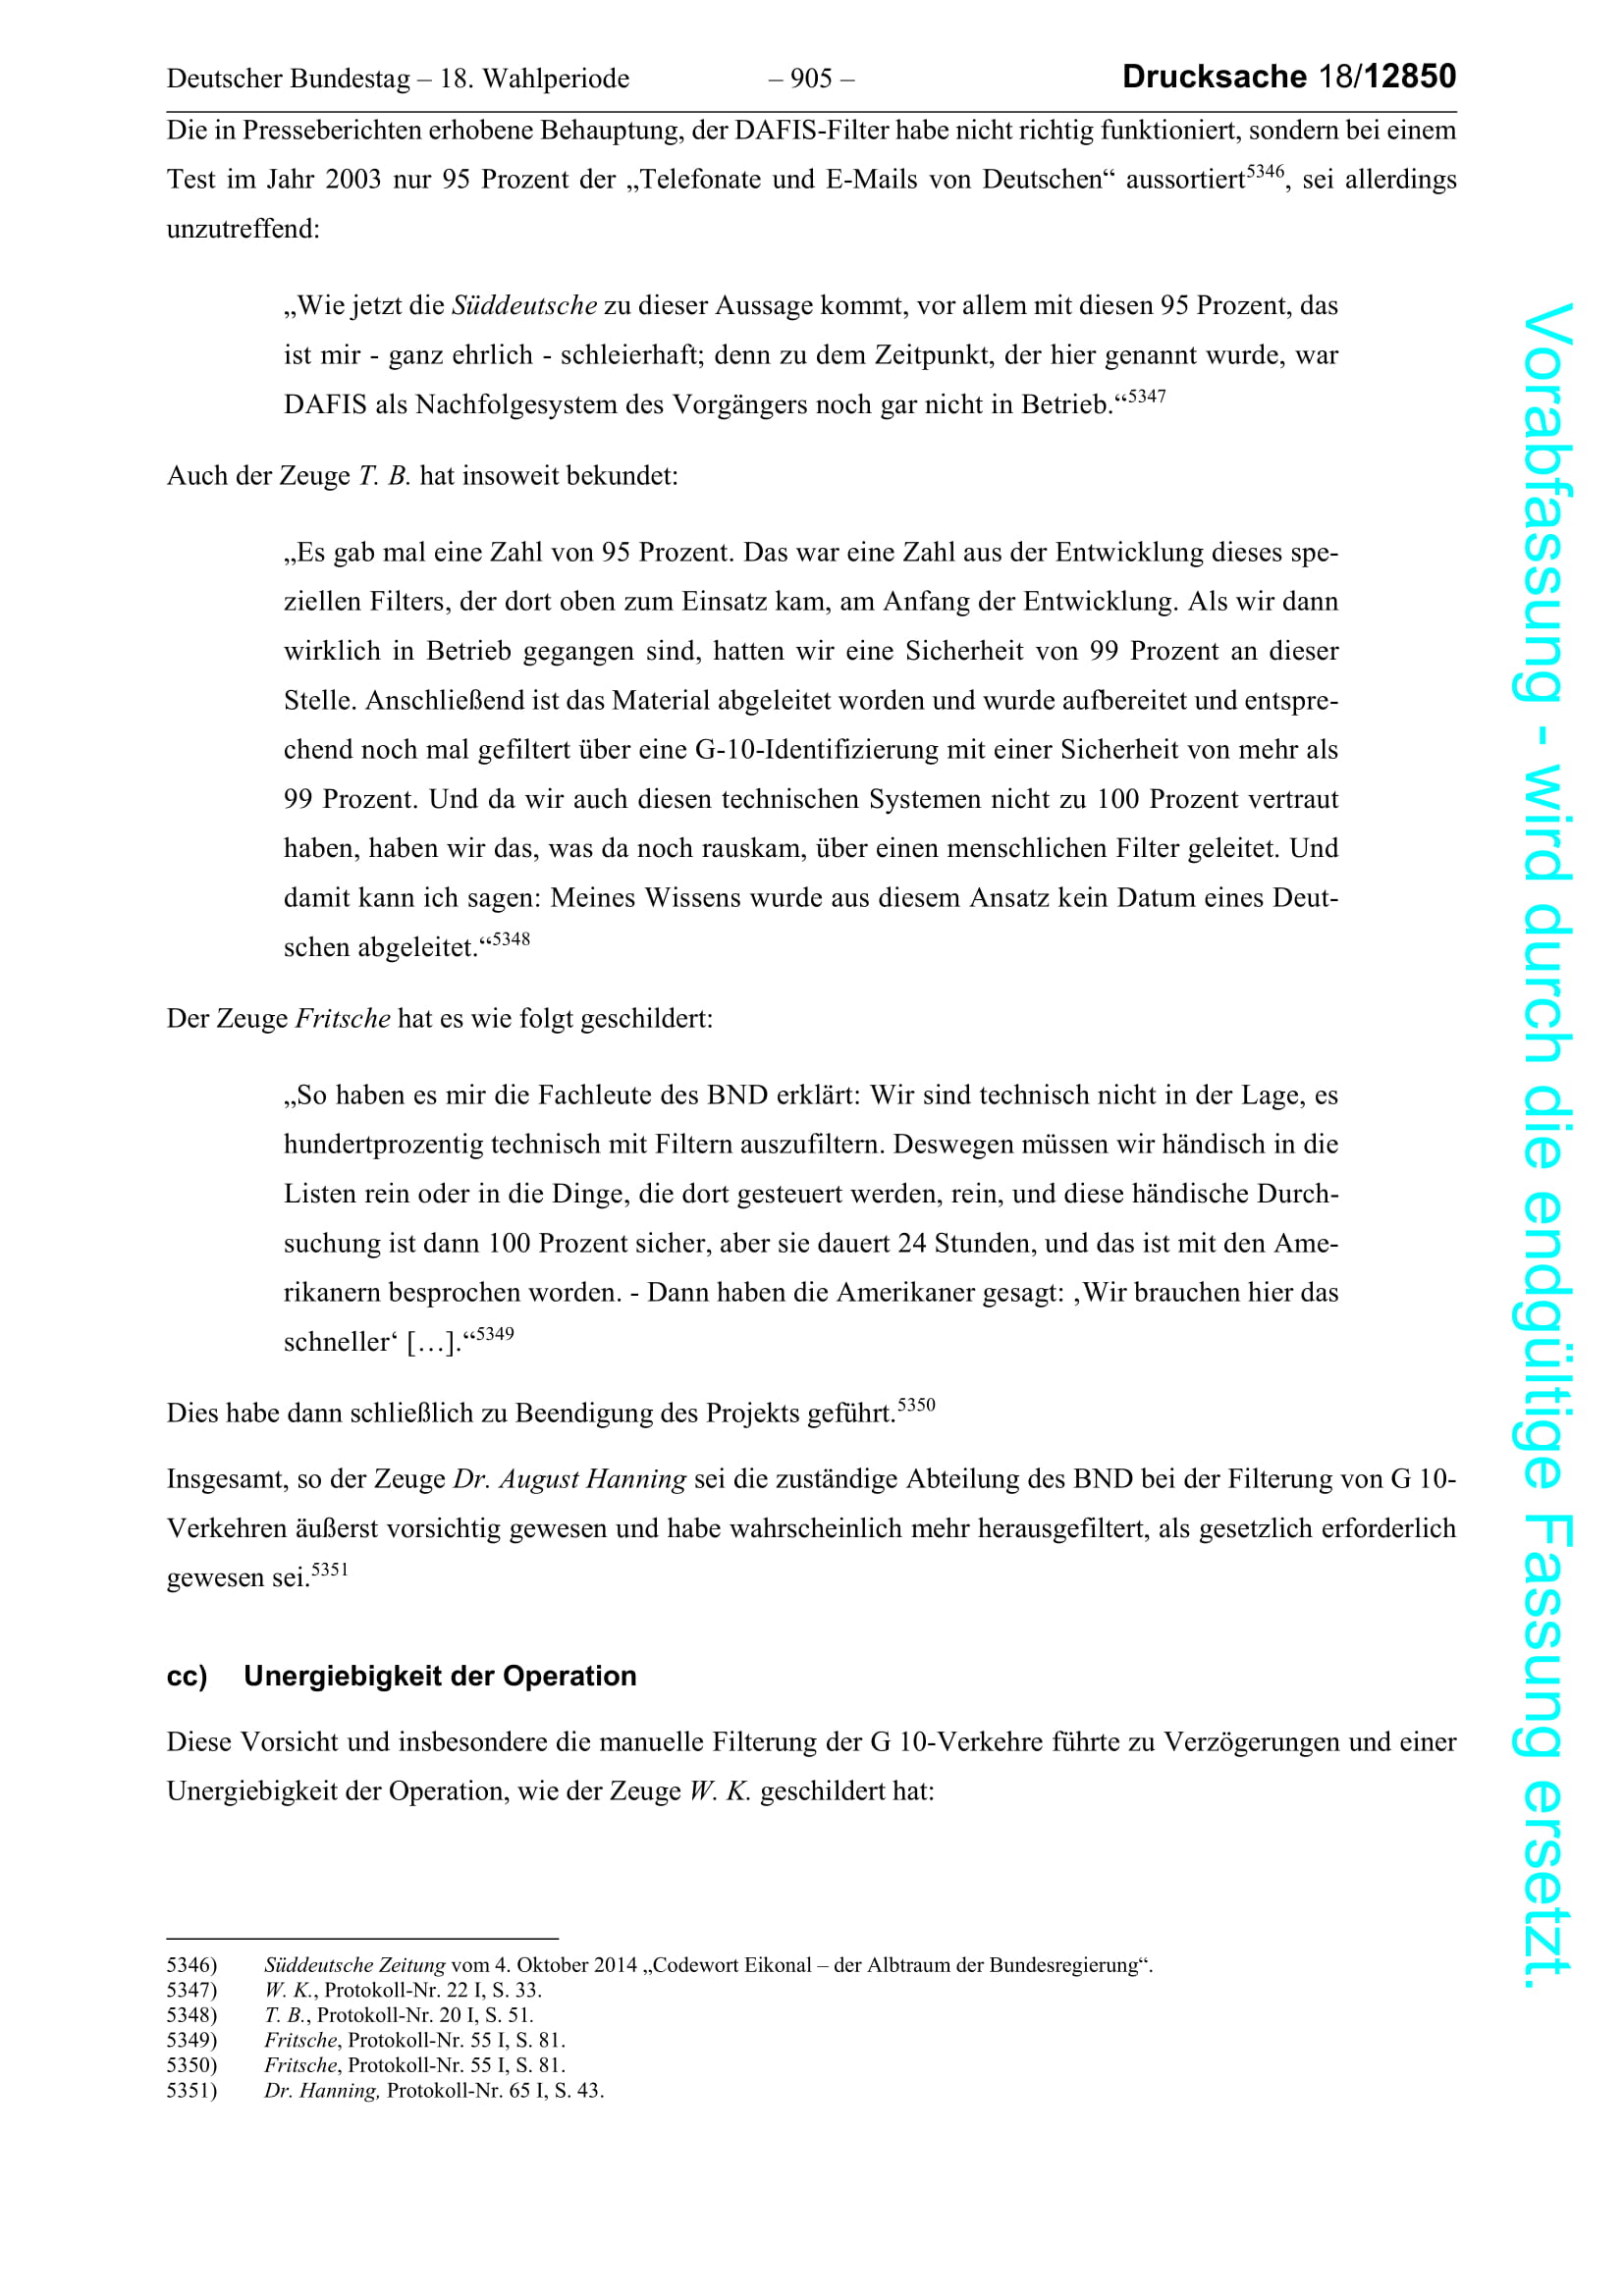 Deutscher Bundestag – 18. Wahlperiode – 905 – Drucksache 18/12850
Die in Presseberichten erhobene Behauptung, der DAFIS-Filter habe nicht richtig funktioniert, sondern bei einem
Test im Jahr 2003 nur 95 Prozent der „Telefonate und E-Mails von Deutschen“ aussortiert5346, sei allerdings
unzutreffend:
„Wie jetzt die Süddeutsche zu dieser Aussage kommt, vor allem mit diesen 95 Prozent, das
ist mir - ganz ehrlich - schleierhaft; denn zu dem Zeitpunkt, der hier genannt wurde, war
DAFIS als Nachfolgesystem des Vorgängers noch gar nicht in Betrieb.“5347
Auch der Zeuge T. B. hat insoweit bekundet:
„Es gab mal eine Zahl von 95 Prozent. Das war eine Zahl aus der Entwicklung dieses spe-
ziellen Filters, der dort oben zum Einsatz kam, am Anfang der Entwicklung. Als wir dann
wirklich in Betrieb gegangen sind, hatten wir eine Sicherheit von 99 Prozent an dieser
Stelle. Anschließend ist das Material abgeleitet worden und wurde aufbereitet und entspre-
chend noch mal gefiltert über eine G-10-Identifizierung mit einer Sicherheit von mehr als
99 Prozent. Und da wir auch diesen technischen Systemen nicht zu 100 Prozent vertraut
haben, haben wir das, was da noch rauskam, über einen menschlichen Filter geleitet. Und
damit kann ich sagen: Meines Wissens wurde aus diesem Ansatz kein Datum eines Deut-
schen abgeleitet.“5348
Der Zeuge Fritsche hat es wie folgt geschildert:
„So haben es mir die Fachleute des BND erklärt: Wir sind technisch nicht in der Lage, es
hundertprozentig technisch mit Filtern auszufiltern. Deswegen müssen wir händisch in die
Listen rein oder in die Dinge, die dort gesteuert werden, rein, und diese händische Durch-
suchung ist dann 100 Prozent sicher, aber sie dauert 24 Stunden, und das ist mit den Ame-
rikanern besprochen worden. - Dann haben die Amerikaner gesagt: ‚Wir brauchen hier das
schneller‘ […].“5349
Dies habe dann schließlich zu Beendigung des Projekts geführt.5350
Insgesamt, so der Zeuge Dr. August Hanning sei die zuständige Abteilung des BND bei der Filterung von G 10-
Verkehren äußerst vorsichtig gewesen und habe wahrscheinlich mehr herausgefiltert, als gesetzlich erforderlich
gewesen sei.5351
cc) Unergiebigkeit der Operation
Diese Vorsicht und insbesondere die manuelle Filterung der G 10-Verkehre führte zu Verzögerungen und einer
Unergiebigkeit der Operation, wie der Zeuge W. K. geschildert hat:
5346) Süddeutsche Zeitung vom 4. Oktober 2014 „Codewort Eikonal – der Albtraum der Bundesregierung“.
5347) W. K., Protokoll-Nr. 22 I, S. 33.
5348) T. B., Protokoll-Nr. 20 I, S. 51.
5349) Fritsche, Protokoll-Nr. 55 I, S. 81.
5350) Fritsche, Protokoll-Nr. 55 I, S. 81.
5351) Dr. Hanning, Protokoll-Nr. 65 I, S. 43.
Vorabfassung - wird durch die endgültige Fassung ersetzt.